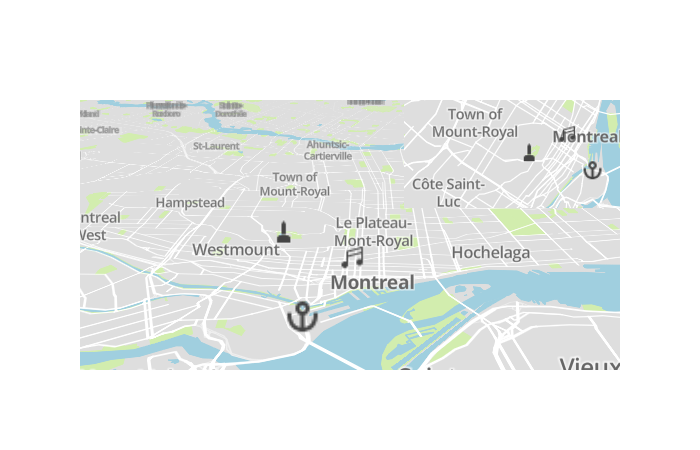 inte-Claire
St-Laurent
Ahuntsic-
Cartierville
Town of
Mount-Royal
Montreal
Town of
Mount-Royal
Côte Saint-
Luc
Hampstead
ntreal
West
Westmount
Le Plateau-
Mont-Royal
Hochelaga
Montreal
Vieux